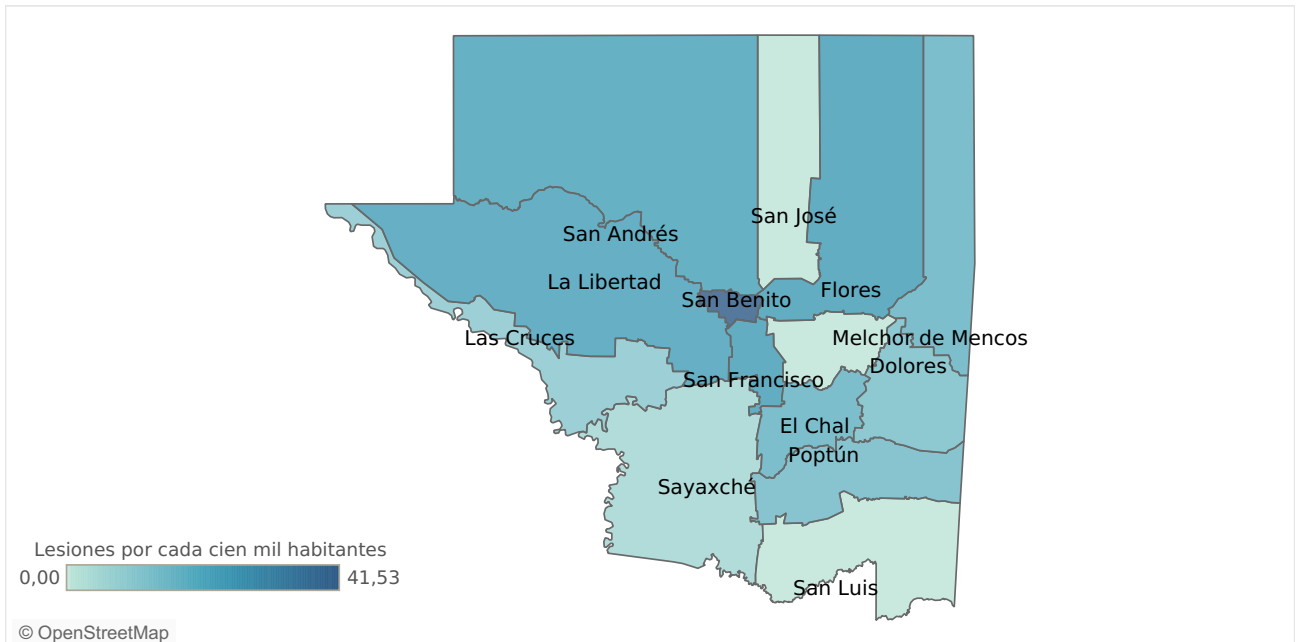 San José
San Andrés
La Libertad
San Benito
Flores
Las Cruces
Melchor de Mencos
Dolores
San Francisco
El Chal
Poptún
Sayaxché
San Luis
Lesiones por cada cien mil habitantes
0,00
41,53
© OpenStreetMap